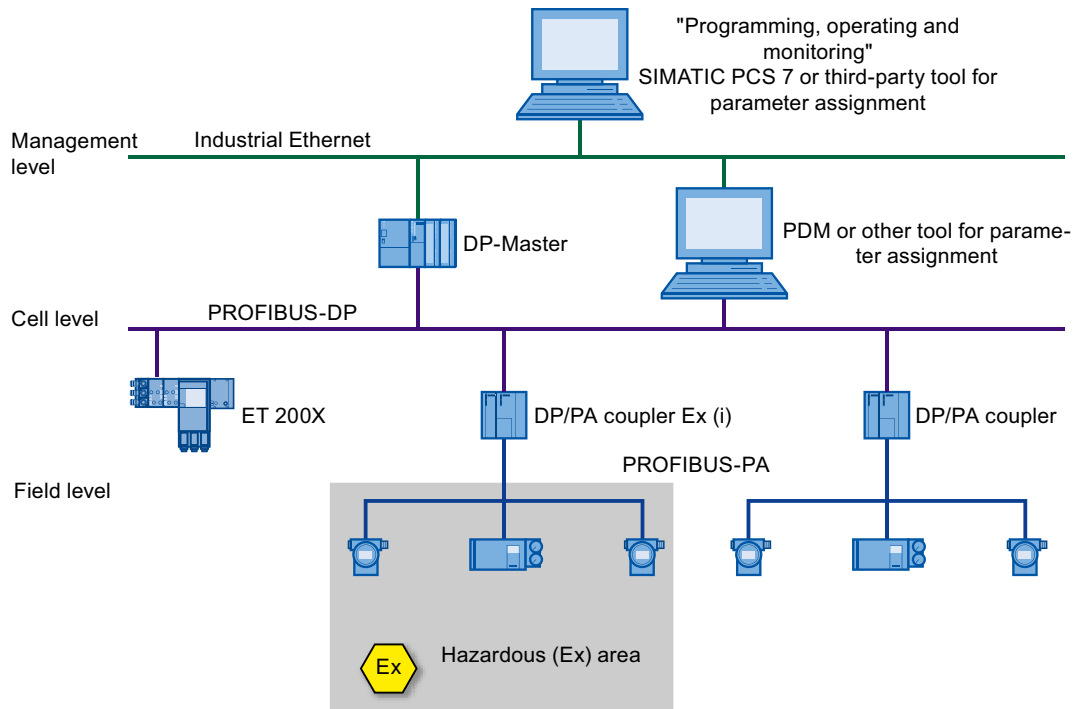 "Programming, operating and
monitoring"
SIMATIC PCS 7 or third-party tool for
parameter assignment
Management
level
Industrial Ethernet
DP-Master
PDM or other tool for parame-
ter assignment
Cell level
PROFIBUS-DP
ET 200X
DP/PA coupler Ex (i)
DP/PA coupler
PROFIBUS-PA
Field level
Ex
Hazardous (Ex) area